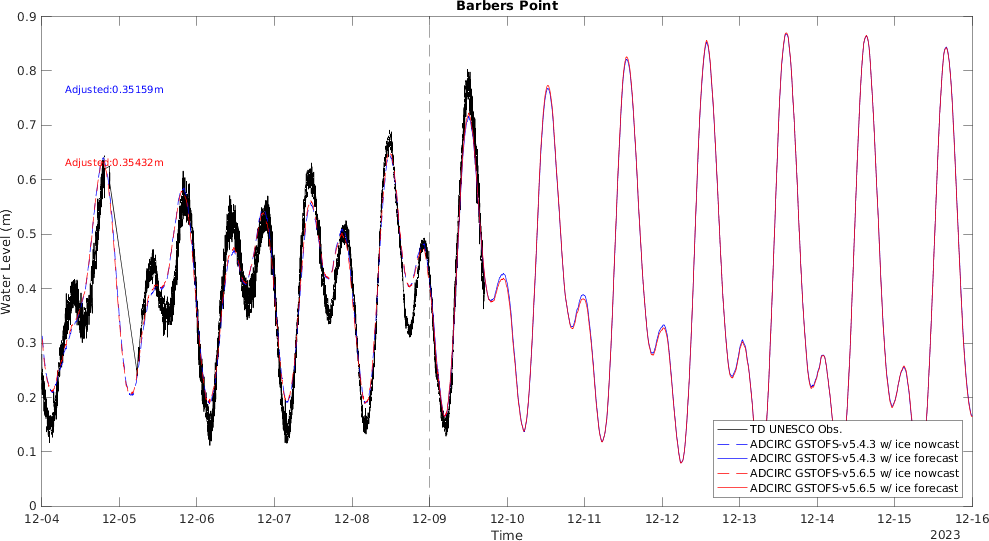 Barbers Point
0.9
0.8
0.7
0.6
0.5
0.4
0.3
0.2
0.1
0
Water Level (m)
Adjusted:0.35159m
Adjusted:0.35432m
TD UNESCO Obs.
ADCIRC GSTOFS-v5.4.3 w/ ice nowcast
ADCIRC GSTOFS-v5.4.3 w/ ice forecast
ADCIRC GSTOFS-v5.6.5 w/ ice nowcast
ADCIRC GSTOFS-v5.6.5 w/ ice forecast
12-04 12-05 12-06 12-07 12-08 12-09 12-10 12-11 12-12 12-13 12-14 12-15 12-16
Time
2023